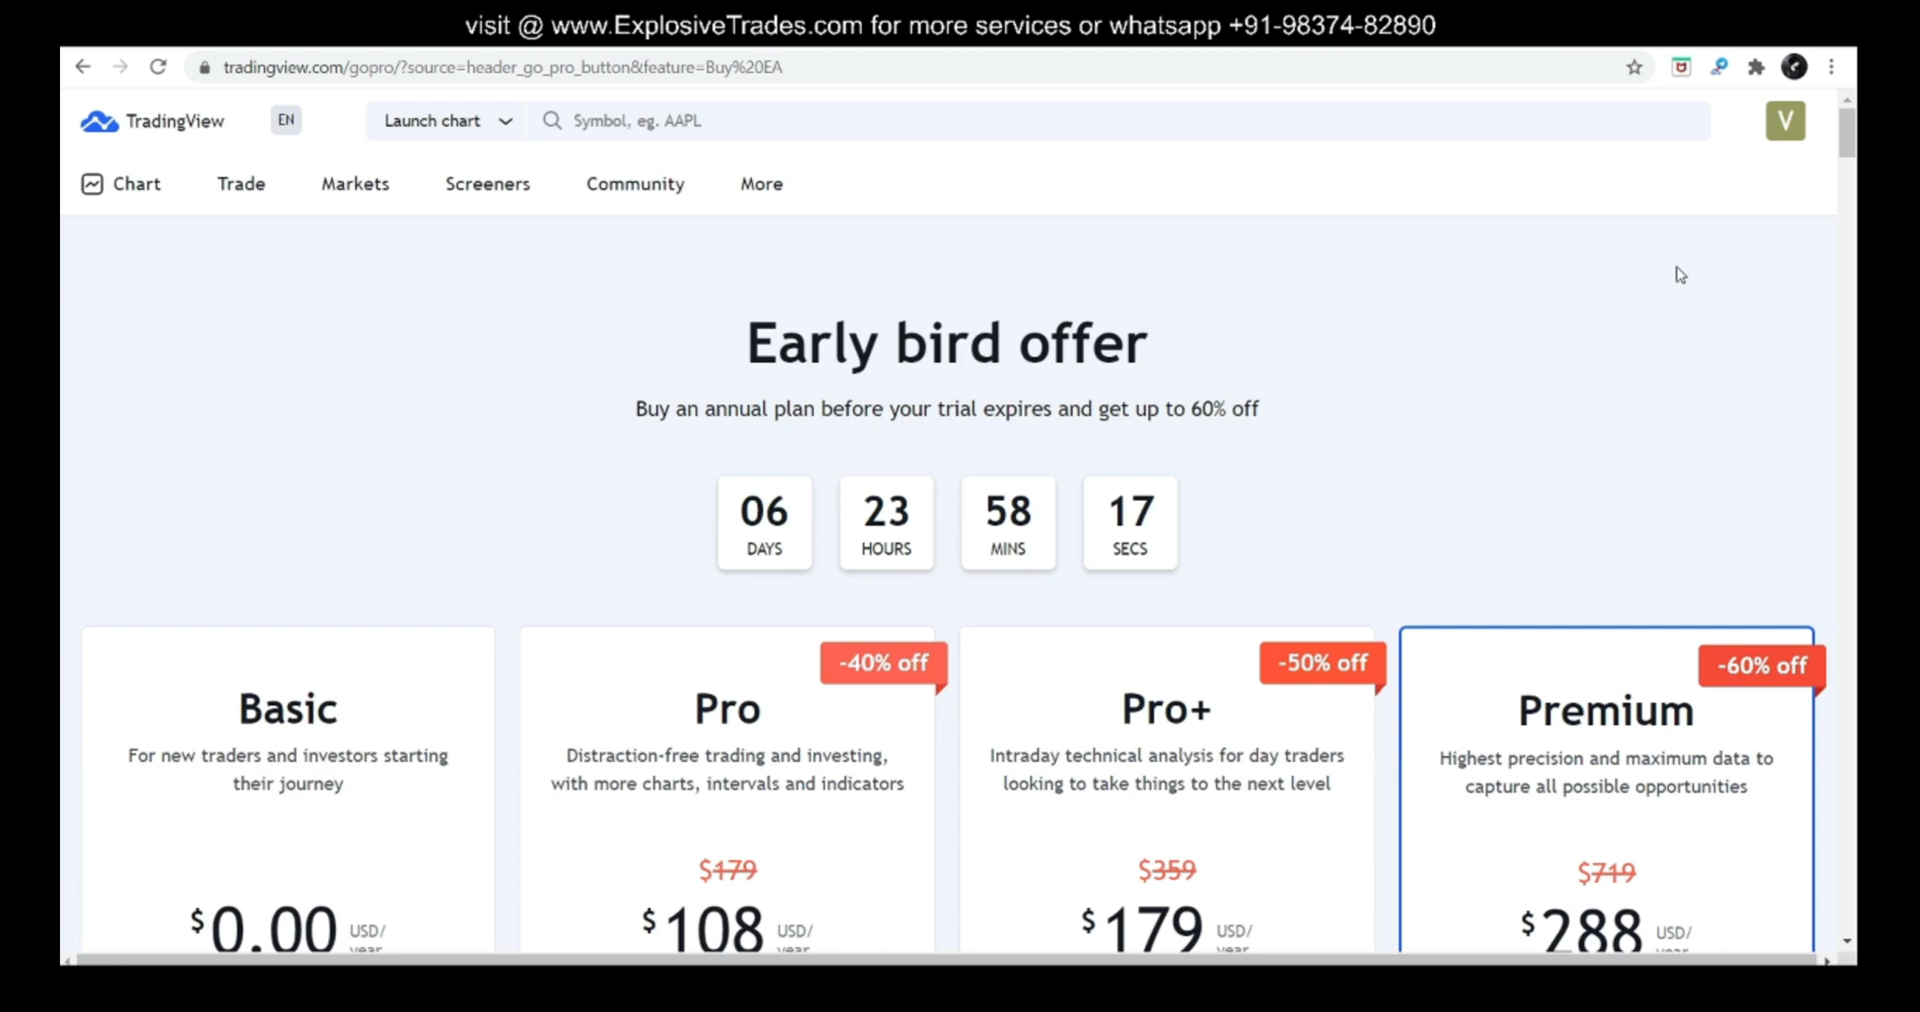 visit @ www.ExplosiveTrades.com for more services or whatsapp +91-98374-82890
tradingview.com/gopro/?source=header_go_pro_button&feature=Buy%20EA
TradingView
EN
Launch chart
Symbol, eg. AAPL
V
Chart
Trade
Markets
Screeners
Community
More
Early bird offer
Buy an annual plan before your trial expires and get up to 60% off
06 23 58 17
DAYS HOURS MINS SECS
Basic
For new traders and investors starting
their journey
$0.00 USD/
year
-40% off
Pro
Distraction-free trading and investing,
with more charts, intervals and indicators
$179
$108 USD/
year
-50% off
Pro+
Intraday technical analysis for day traders
looking to take things to the next level
$359
$179 USD/
year
-60% off
Premium
Highest precision and maximum data to
capture all possible opportunities
$719
$288 USD/
year